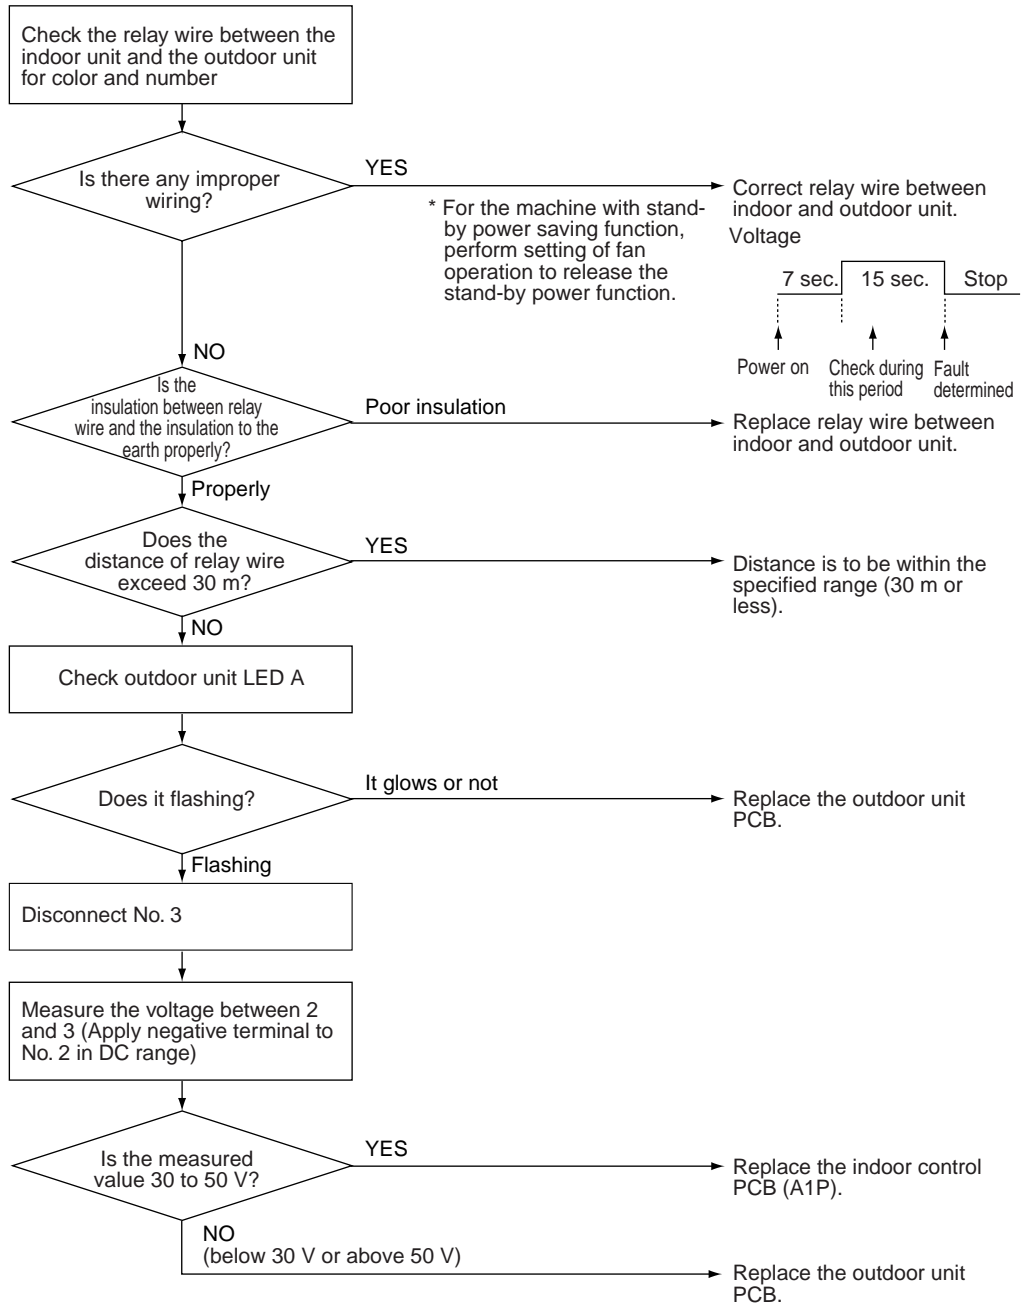 Check the relay wire between the
indoor unit and the outdoor unit
for color and number
Is there any improper
wiring?
YES
Correct relay wire between
indoor and outdoor unit.
* For the machine with stand-
by power saving function,
perform setting of fan
operation to release the
stand-by power function.
Voltage
7 sec.
15 sec.
Stop
Power on
Check during
this period
Fault
determined
NO
Is the
insulation between relay
wire and the insulation to the
earth properly?
Poor insulation
Replace relay wire between
indoor and outdoor unit.
Properly
Does the
distance of relay wire
exceed 30 m?
YES
Distance is to be within the
specified range (30 m or
less).
NO
Check outdoor unit LED A
Does it flashing?
It glows or not
Replace the outdoor unit
PCB.
Flashing
Disconnect No. 3
Measure the voltage between 2
and 3 (Apply negative terminal to
No. 2 in DC range)
Is the measured
value 30 to 50 V?
YES
Replace the indoor control
PCB (A1P).
NO
(below 30 V or above 50 V)
Replace the outdoor unit
PCB.